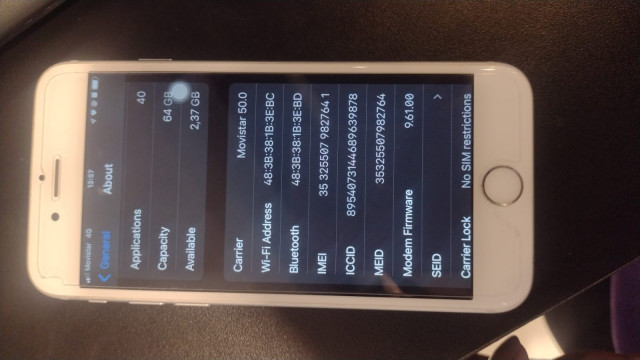 Movistar 4G 13:57
General About
Applications 40
Capacity 64 GB
Available 2,37 GB
Carrier Movistar 50.0
Wi-Fi Address 48:3B:38:1B:3E:BC
Bluetooth 48:3B:38:1B:3E:BD
IMEI 35 325507 982764 1
ICCID 8954073144689639878
MEID 35325507982764
Modem Firmware 9.61.00
SEID
Carrier Lock No SIM restrictions